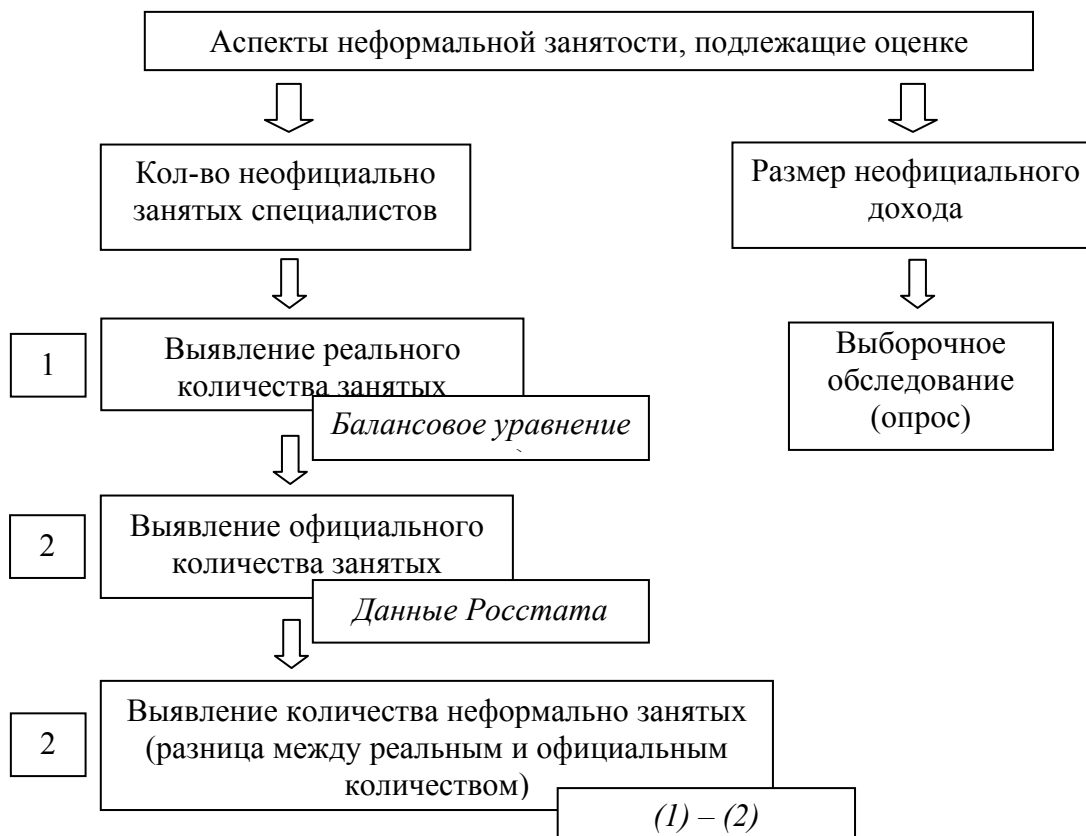 Аспекты неформальной занятости, подлежащие оценке
Кол-во неофициально
занятых специалистов
Размер неофициального
дохода
1
Выявление реального
количества занятых
Балансовое уравнение
Выборочное
обследование
(опрос)
2
Выявление официального
количества занятых
Данные Росстата
2
Выявление количества неформально занятых
(разница между реальным и официальным
количеством)
(1) – (2)